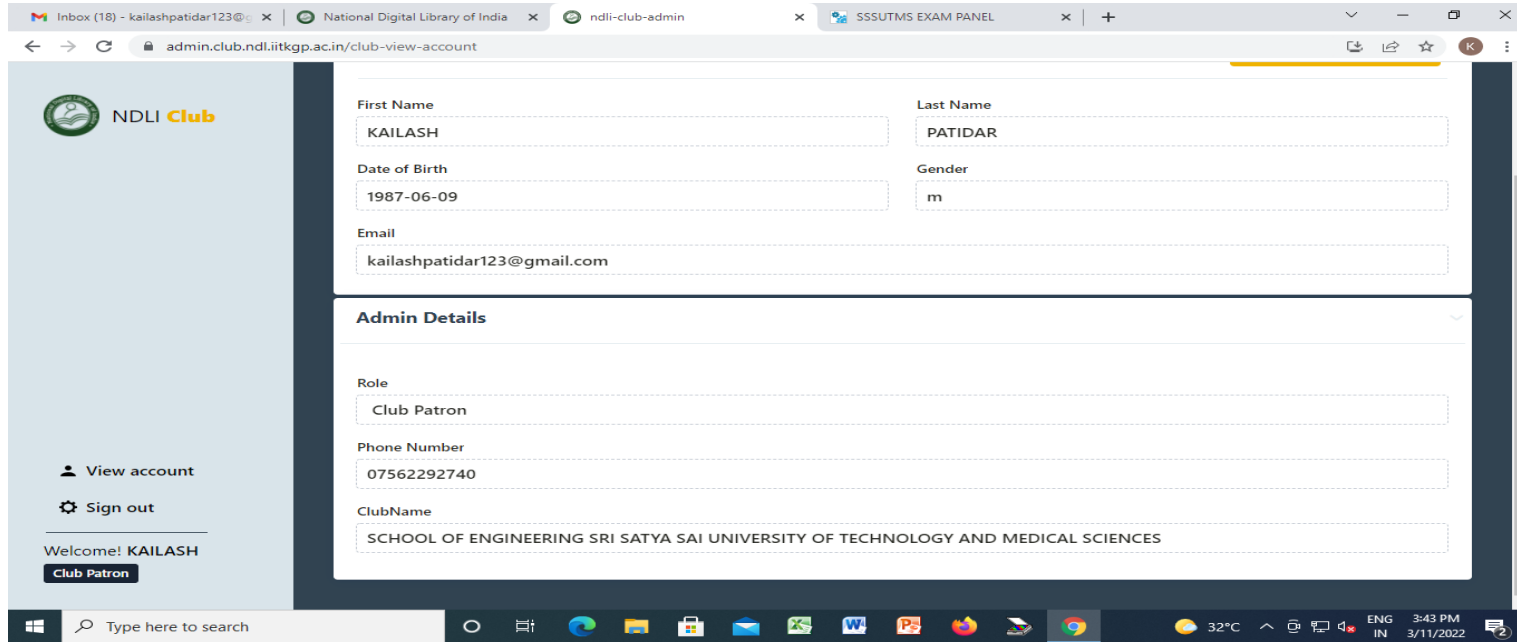 Inbox (18) - kailashpatidar123@g
National Digital Library of India
ndli-club-admin
SSSUTMS EXAM PANEL
admin.club.ndl.iitkgp.ac.in/club-view-account
K
NDLI Club
First Name
Last Name
KAILASH
PATIDAR
Date of Birth
Gender
1987-06-09
m
Email
kailashpatidar123@gmail.com
Admin Details
Role
Club Patron
Phone Number
07562292740
ClubName
SCHOOL OF ENGINEERING SRI SATYA SAI UNIVERSITY OF TECHNOLOGY AND MEDICAL SCIENCES
View account
Sign out
Welcome! KAILASH
Club Patron
Type here to search
32°C
ENG
IN
3:43 PM
3/11/2022
2